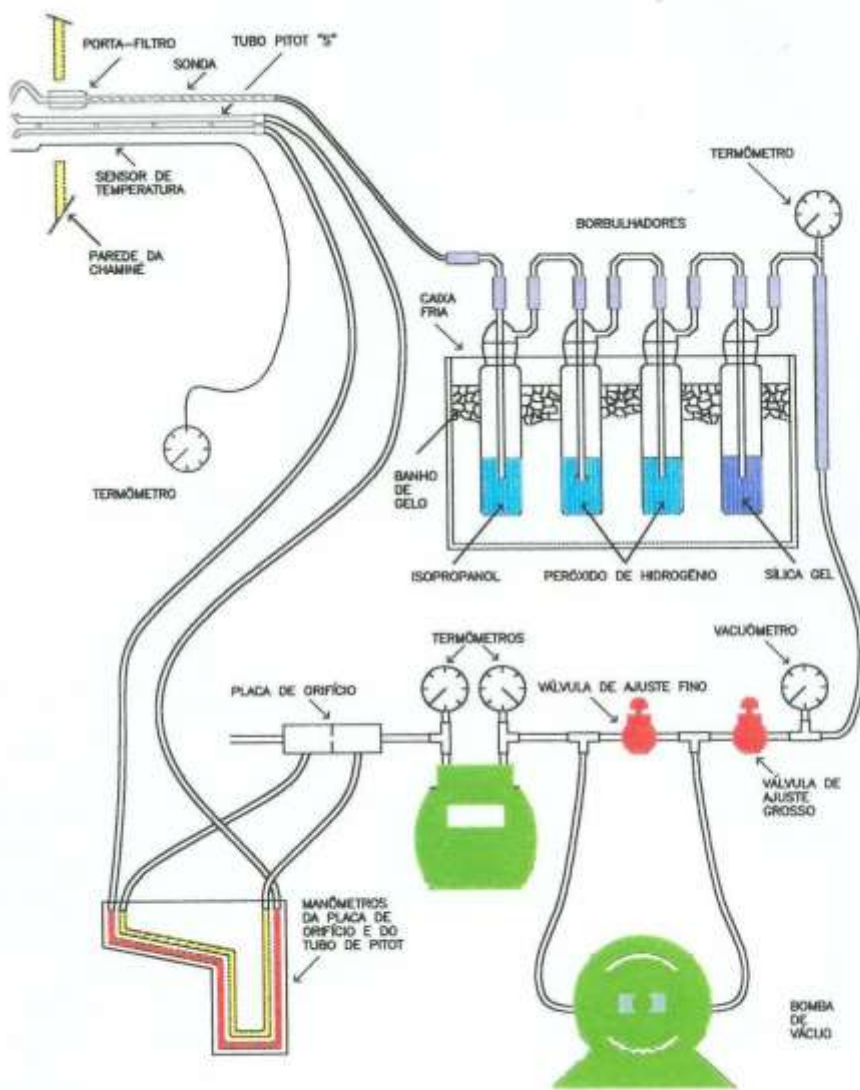 PORTA-FILTRO
TUBO PITOT "S"
SONDA
SENSOR DE
TEMPERATURA
PAREDE DA
CHAMINÉ
TERMÔMETRO
BORBULHADORES
CAIXA
FRIA
TERMÔMETRO
BANHO
DE
GELO
ISOPROPANOL
PERÓXIDO DE HIDROGÊNIO
SÍLICA GEL
TERMÔMETROS
VACUÔMETRO
PLACA DE ORIFÍCIO
VÁLVULA DE AJUSTE FINO
VÁLVULA DE
AJUSTE
GROSSO
MANÔMETROS
DA PLACA DE
ORIFÍCIO E DO
TUBO DE PITOT
BOMBA
DE
VÁCUO